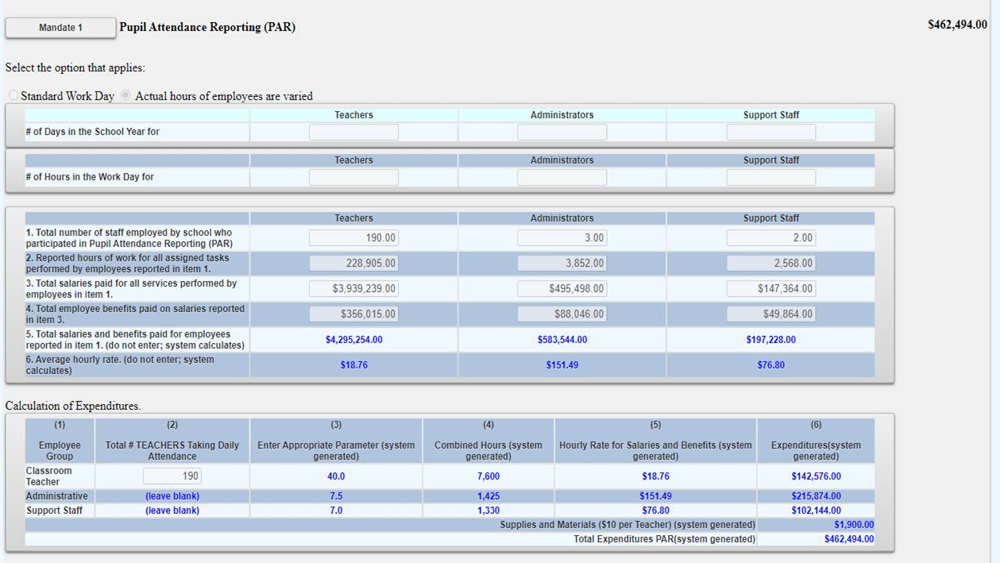 Mandate 1 Pupil Attendance Reporting (PAR) $462,494.00
Select the option that applies:
Standard Work Day Actual hours of employees are varied
Teachers Administrators Support Staff
# of Days in the School Year for
Teachers Administrators Support Staff
# of Hours in the Work Day for
Teachers Administrators Support Staff
1. Total number of staff employed by school who
participated in Pupil Attendance Reporting (PAR) 190.00 3.00 2.00
2. Reported hours of work for all assigned tasks
performed by employees reported in item 1. 228,905.00 3,852.00 2,568.00
3. Total salaries paid for all services performed by
employees in item 1. $3,939,239.00 $495,498.00 $147,364.00
4. Total employee benefits paid on salaries reported
in item 3. $356,015.00 $88,046.00 $49,864.00
5. Total salaries and benefits paid for employees
reported in item 1. (do not enter; system calculates) $4,295,254.00 $583,544.00 $197,228.00
6. Average hourly rate. (do not enter; system
calculates) $18.76 $151.49 $76.80
Calculation of Expenditures.
(1) (2) (3) (4) (5) (6)
Employee Total # TEACHERS Taking Daily Enter Appropriate Parameter (system Combined Hours (system Hourly Rate for Salaries and Benefits (system Expenditures(system
Group Attendance generated) generated) generated) generated)
Classroom
Teacher 190 40.0 7,600 $18.76 $142,576.00
Administrative (leave blank) 7.5 1,425 $151.49 $215,874.00
Support Staff (leave blank) 7.0 1,330 $76.80 $102,144.00
Supplies and Materials ($10 per Teacher) (system generated) $1,900.00
Total Expenditures PAR(system generated) $462,494.00